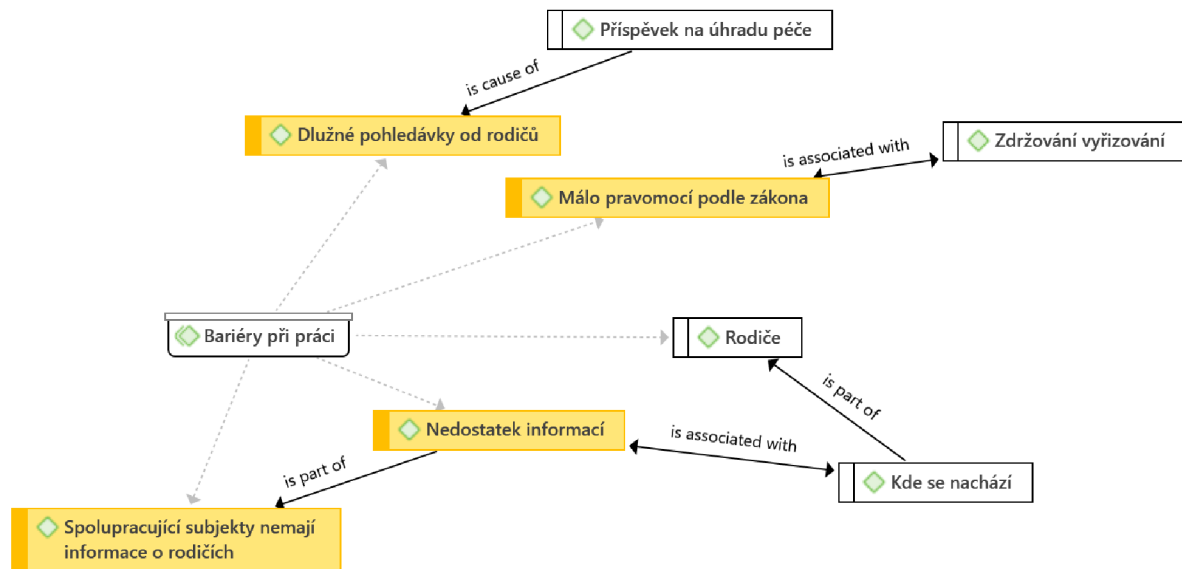 Příspěvek na úhradu péče
is cause of
Dlužné pohledávky od rodičů
is associated with
Zdržování vyřizování
Málo pravomocí podle zákona
Bariéry při práci
Rodiče
is part of
Nedostatek informací
is associated with
is part of
Kde se nachází
Spolupracující subjekty nemají
informace o rodičích